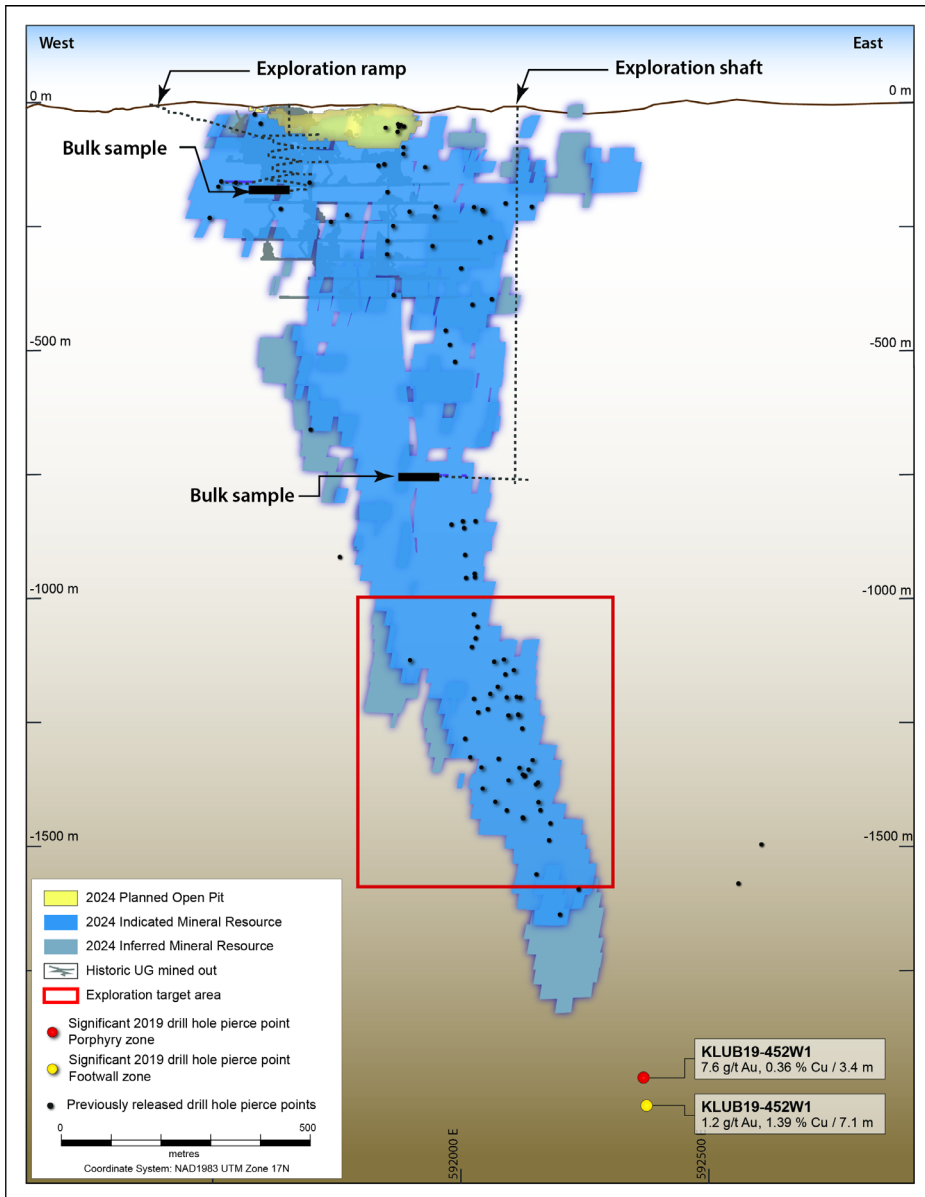 West
East
Exploration ramp
Exploration shaft
0 m
0 m
Bulk sample
-500 m
-500 m
Bulk sample
-1000 m
-1000 m
-1500 m
-1500 m
2024 Planned Open Pit
2024 Indicated Mineral Resource
2024 Inferred Mineral Resource
Historic UG mined out
Exploration target area
Significant 2019 drill hole pierce point
Porphyry zone
Significant 2019 drill hole pierce point
Footwall zone
Previously released drill hole pierce points
0
500
metres
Coordinate System: NAD1983 UTM Zone 17N
KLUB19-452W1
7.6 g/t Au, 0.36 % Cu / 3.4 m
KLUB19-452W1
1.2 g/t Au, 1.39 % Cu / 7.1 m
592000 E
592500 E